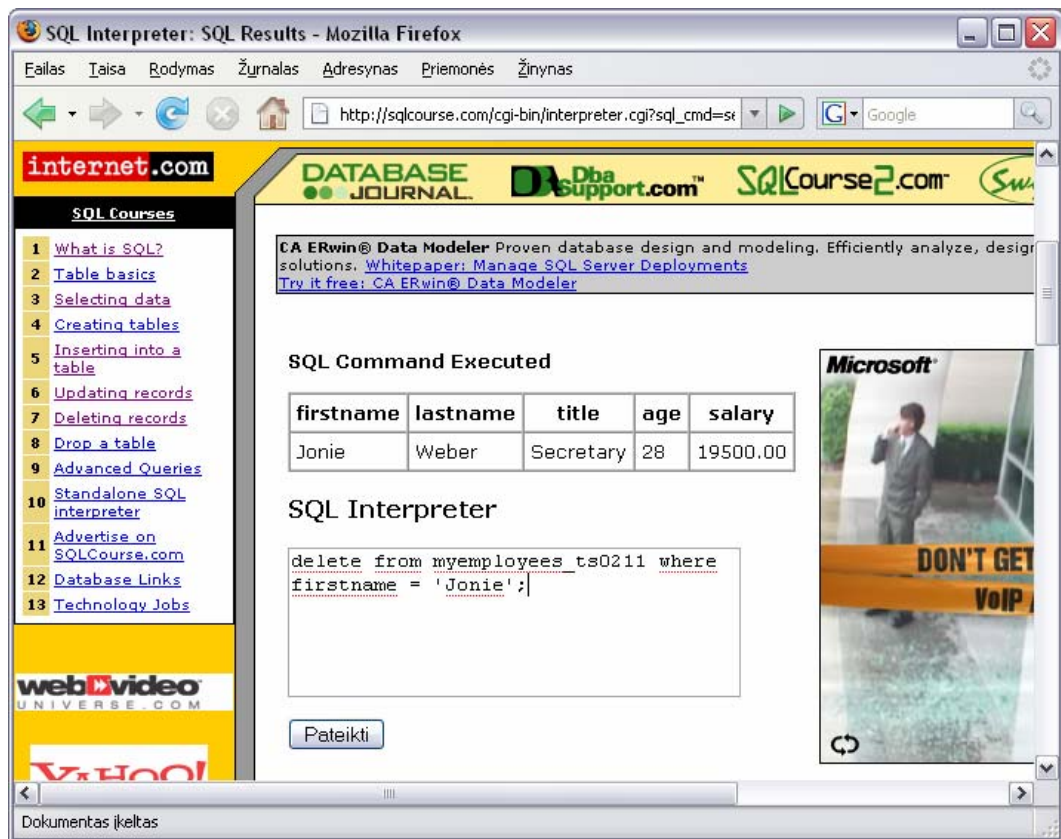 SQL Interpreter: SQL Results - Mozilla Firefox
Failas Taisa Rodymas Žurnalas Adresynas Priemonės Žinynas
http://sqlcourse.com/cgi-bin/interpreter.cgi?sql_cmd=se
G Google
internet.com
DATABASE
JOURNAL
Dba
Support.com™
SQLCourse2.com
SQL Courses
1 What is SQL?
2 Table basics
3 Selecting data
4 Creating tables
5 Inserting into a
table
6 Updating records
7 Deleting records
8 Drop a table
9 Advanced Queries
10 Standalone SQL
interpreter
11 Advertise on
SQLCourse.com
12 Database Links
13 Technology Jobs
webvideo
UNIVERSE.COM
YAHOO!
CA ERwin® Data Modeler Proven database design and modeling. Efficiently analyze, design
solutions. Whitepaper: Manage SQL Server Deployments
Try it free: CA ERwin® Data Modeler
SQL Command Executed
firstname lastname title age salary
Jonie Weber Secretary 28 19500.00
SQL Interpreter
delete from myemployees_ts0211 where
firstname = 'Jonie';
Pateikti
Microsoft
DON'T GET
VoIP
Dokumentas įkeltas